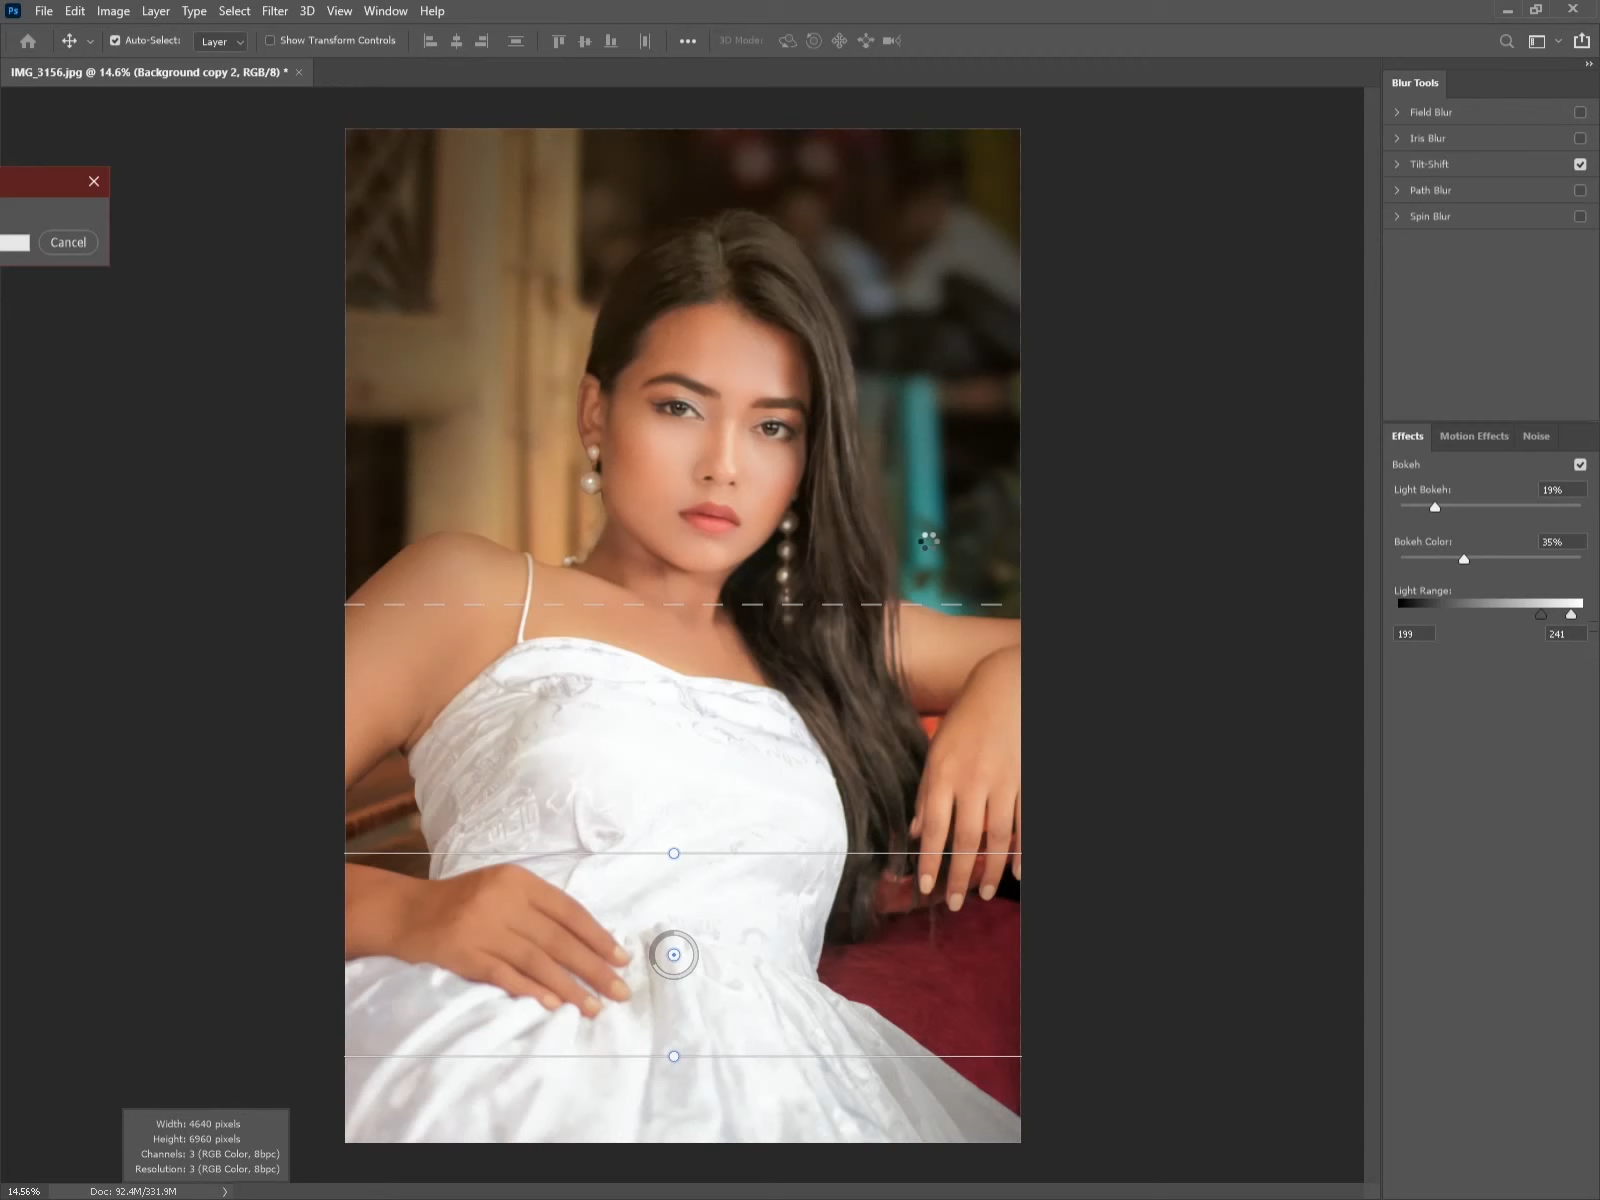 Ps File Edit Image Layer Type Select Filter 3D View Window Help
Auto-Select: Layer Show Transform Controls 3D Mode:
IMG_3156.jpg @ 14.6% (Background copy 2, RGB/8) *
Cancel
Blur Tools
Field Blur
Iris Blur
Tilt-Shift
Path Blur
Spin Blur
Effects Motion Effects Noise
Bokeh
Light Bokeh: 19%
Bokeh Color: 35%
Light Range:
199 241
Width: 4640 pixels
Height: 6960 pixels
Channels: 3 (RGB Color, 8bpc)
Resolution: 3 (RGB Color, 8bpc)
14.56% Doc: 92.4M/331.9M